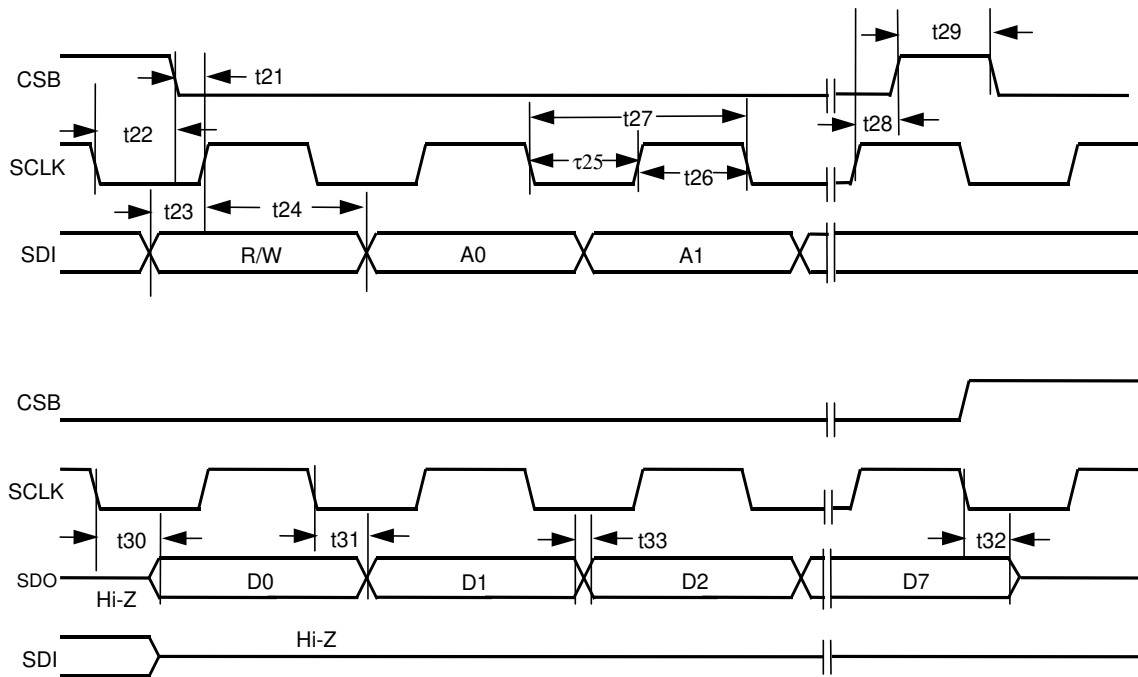 t29
CSB
t21
t27
t22
t28
SCLK
τ25
t26
t23
t24
SDI
R/W
A0
A1
CSB
SCLK
t30
t31
t33
t32
SDO
D0
D1
D2
D7
Hi-Z
Hi-Z
SDI